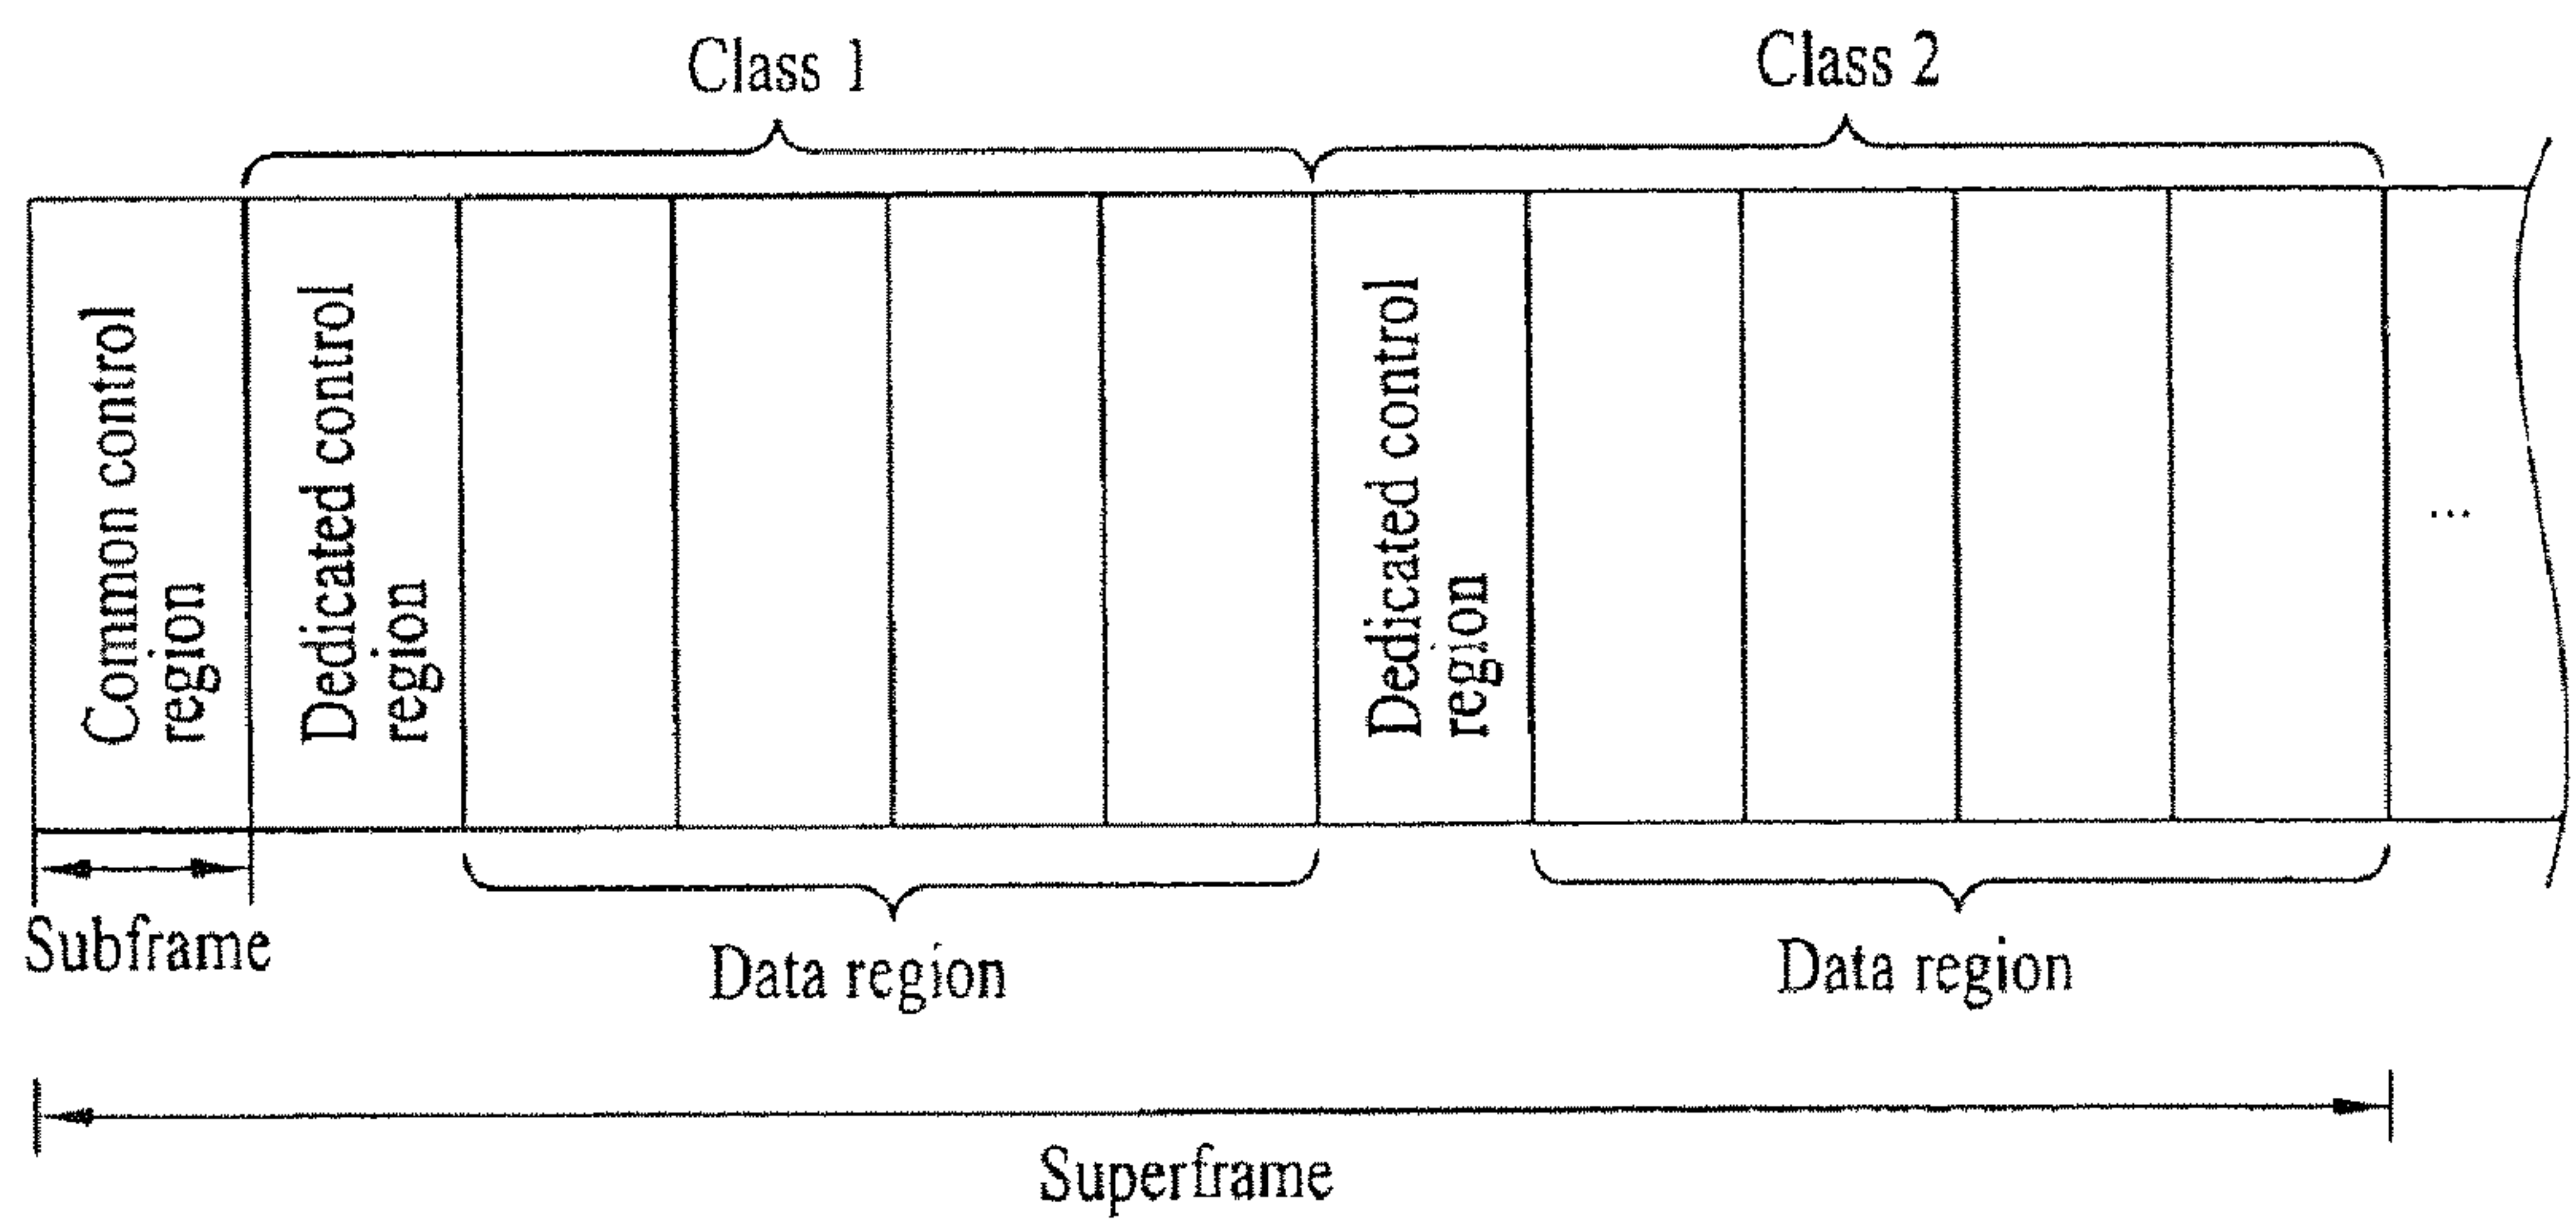 Class 1
Class 2
Common control
region
Dedicated control
region
Dedicated control
region
...
Subframe
Data region
Data region
Superframe